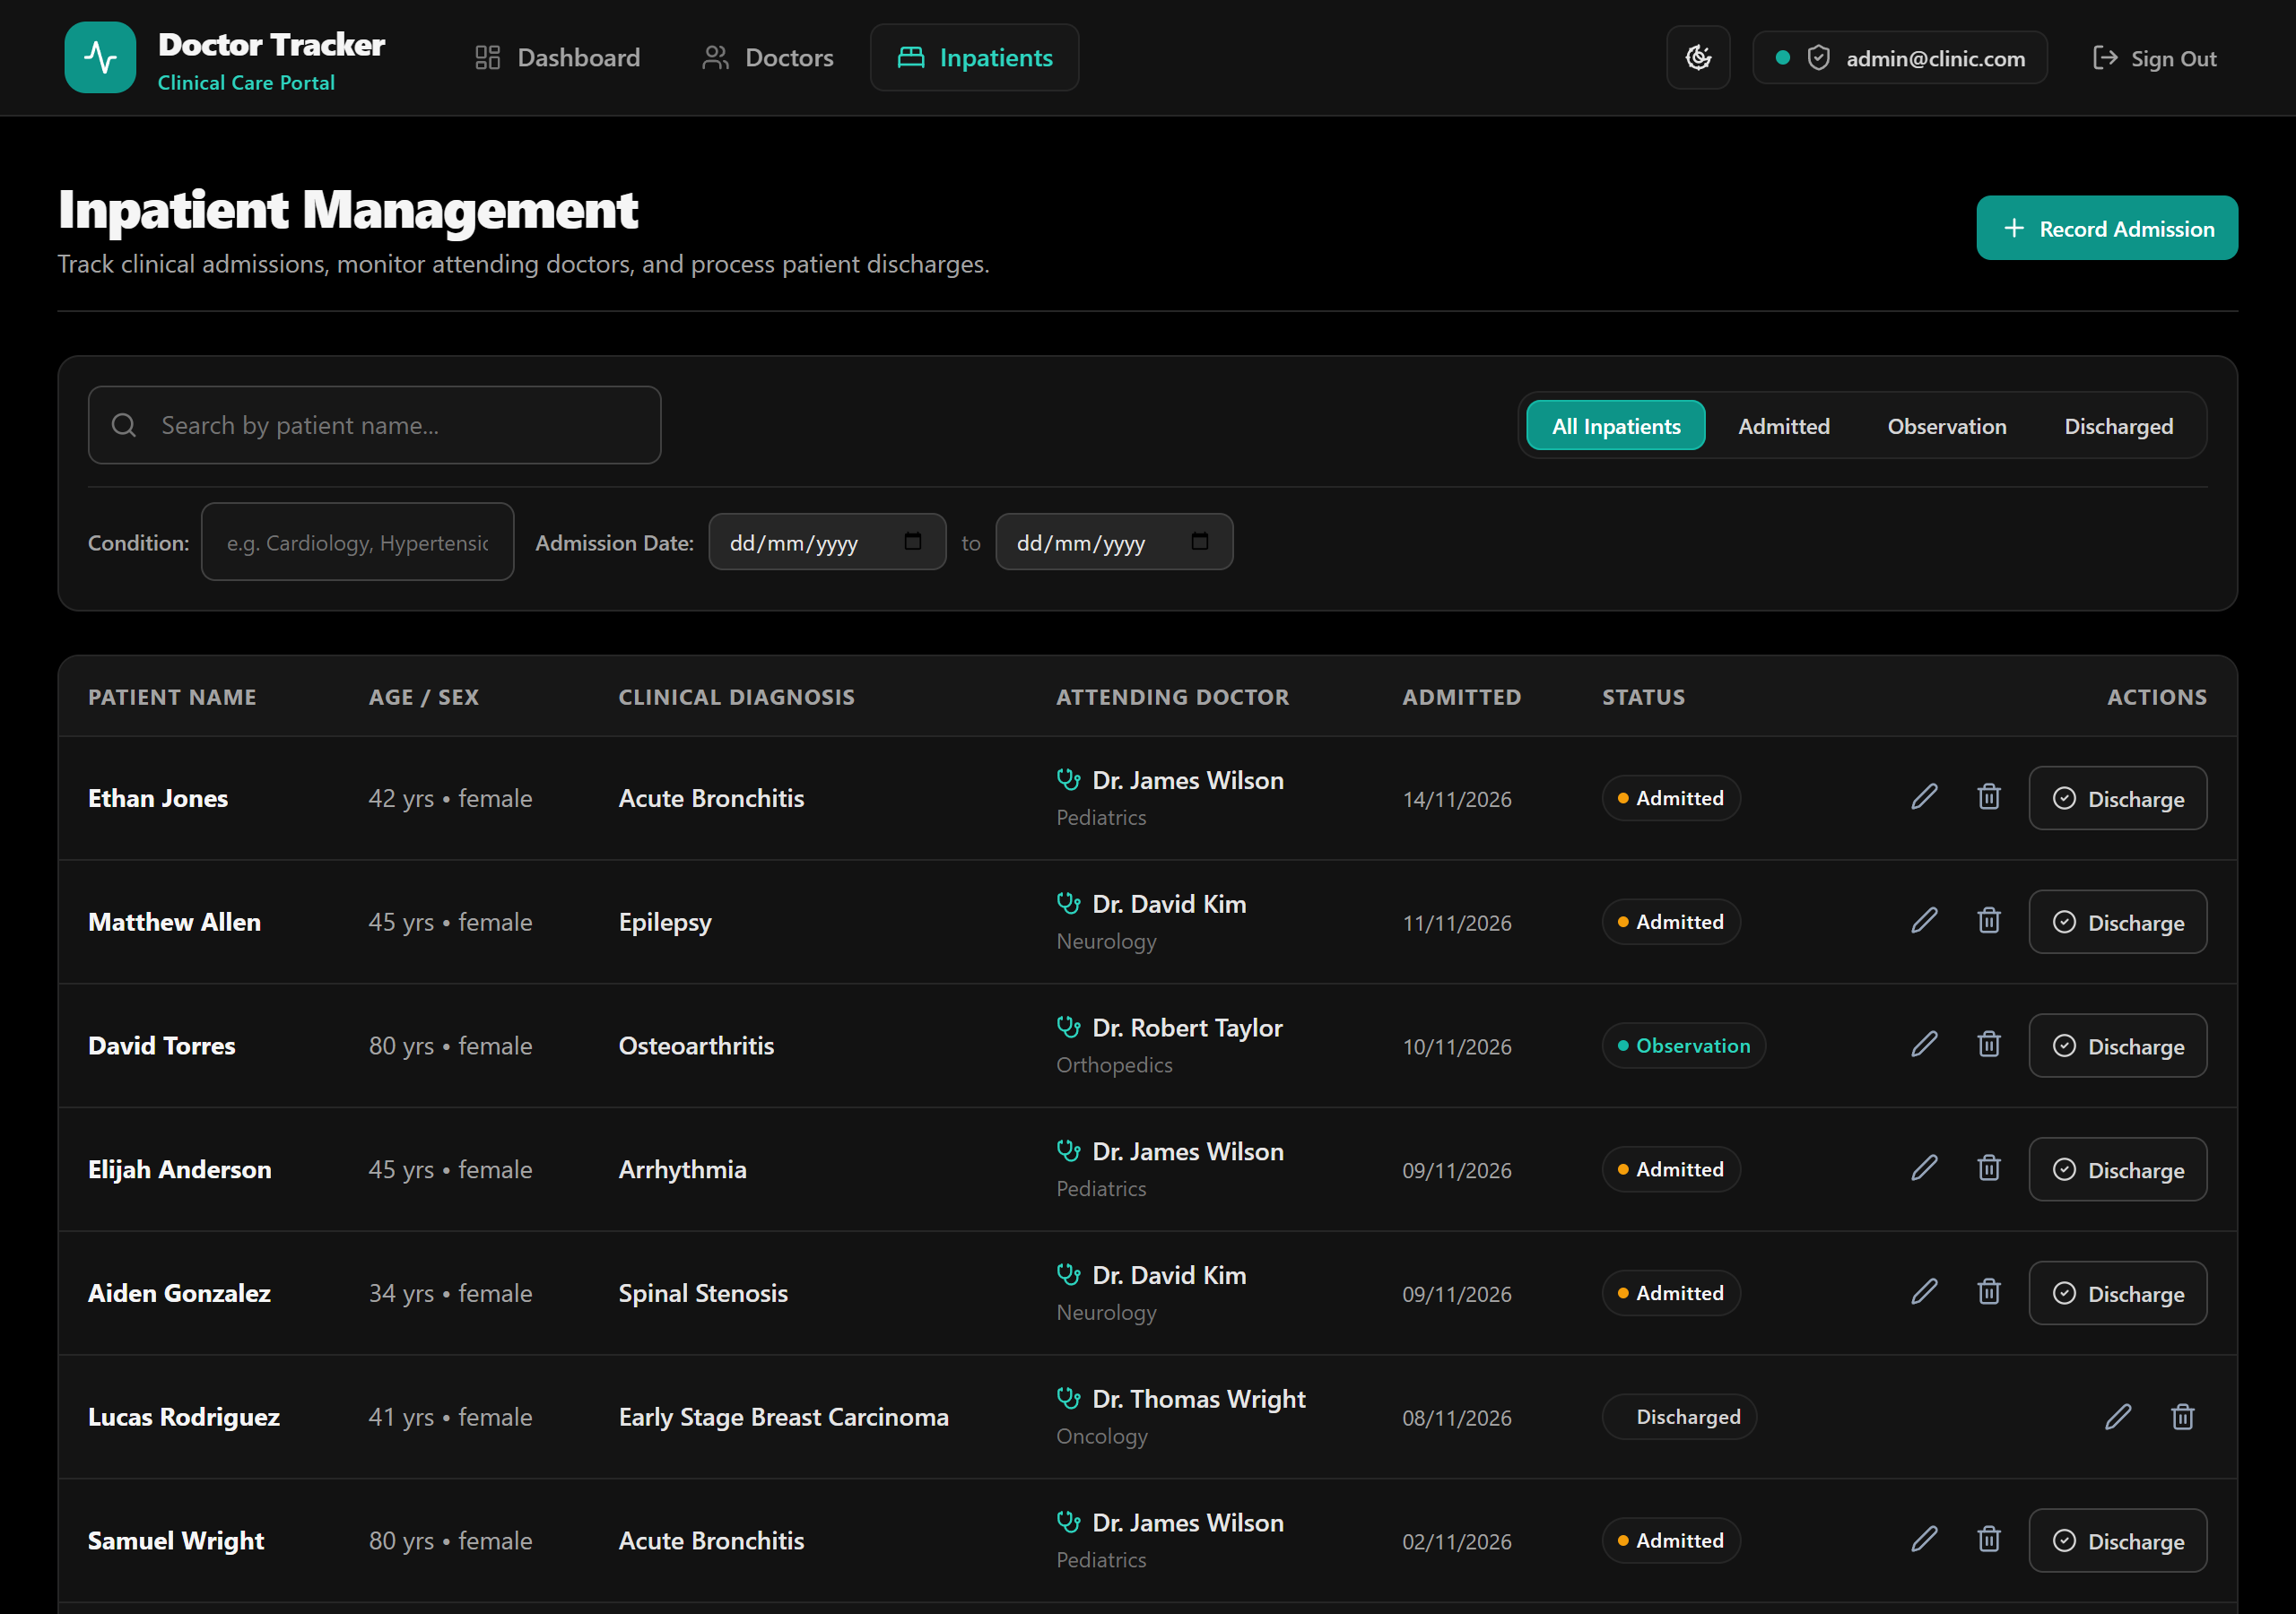 Doctor Tracker
Clinical Care Portal
Dashboard
Doctors
Inpatients
admin@clinic.com
Sign Out
Inpatient Management
Track clinical admissions, monitor attending doctors, and process patient discharges.
Record Admission
Search by patient name...
All Inpatients
Admitted
Observation
Discharged
Condition: e.g. Cardiology, Hypertensic Admission Date: dd/mm/yyyy to dd/mm/yyyy
PATIENT NAME AGE / SEX CLINICAL DIAGNOSIS ATTENDING DOCTOR ADMITTED STATUS ACTIONS
Ethan Jones 42 yrs • female Acute Bronchitis Dr. James Wilson 14/11/2026 Admitted Discharge
Pediatrics
Matthew Allen 45 yrs • female Epilepsy Dr. David Kim 11/11/2026 Admitted Discharge
Neurology
David Torres 80 yrs • female Osteoarthritis Dr. Robert Taylor 10/11/2026 Observation Discharge
Orthopedics
Elijah Anderson 45 yrs • female Arrhythmia Dr. James Wilson 09/11/2026 Admitted Discharge
Pediatrics
Aiden Gonzalez 34 yrs • female Spinal Stenosis Dr. David Kim 09/11/2026 Admitted Discharge
Neurology
Lucas Rodriguez 41 yrs • female Early Stage Breast Carcinoma Dr. Thomas Wright 08/11/2026 Discharged
Oncology
Samuel Wright 80 yrs • female Acute Bronchitis Dr. James Wilson 02/11/2026 Admitted Discharge
Pediatrics